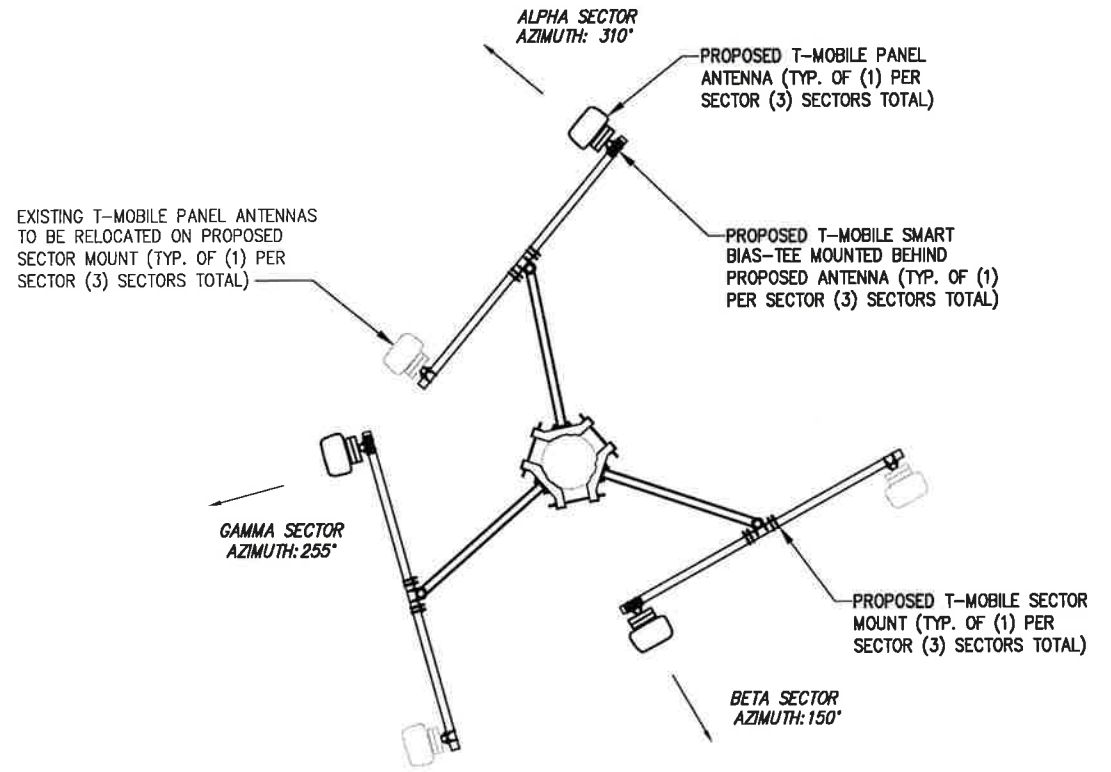 ALPHA SECTOR
AZIMUTH: 310°
PROPOSED T-MOBILE PANEL
ANTENNA (TYP. OF (1) PER
SECTOR (3) SECTORS TOTAL)
EXISTING T-MOBILE PANEL ANTENNAS
TO BE RELOCATED ON PROPOSED
SECTOR MOUNT (TYP. OF (1) PER
SECTOR (3) SECTORS TOTAL)
PROPOSED T-MOBILE SMART
BIAS-TEE MOUNTED BEHIND
PROPOSED ANTENNA (TYP. OF (1)
PER SECTOR (3) SECTORS TOTAL)
GAMMA SECTOR
AZIMUTH: 255°
PROPOSED T-MOBILE SECTOR
MOUNT (TYP. OF (1) PER
SECTOR (3) SECTORS TOTAL)
BETA SECTOR
AZIMUTH: 150°